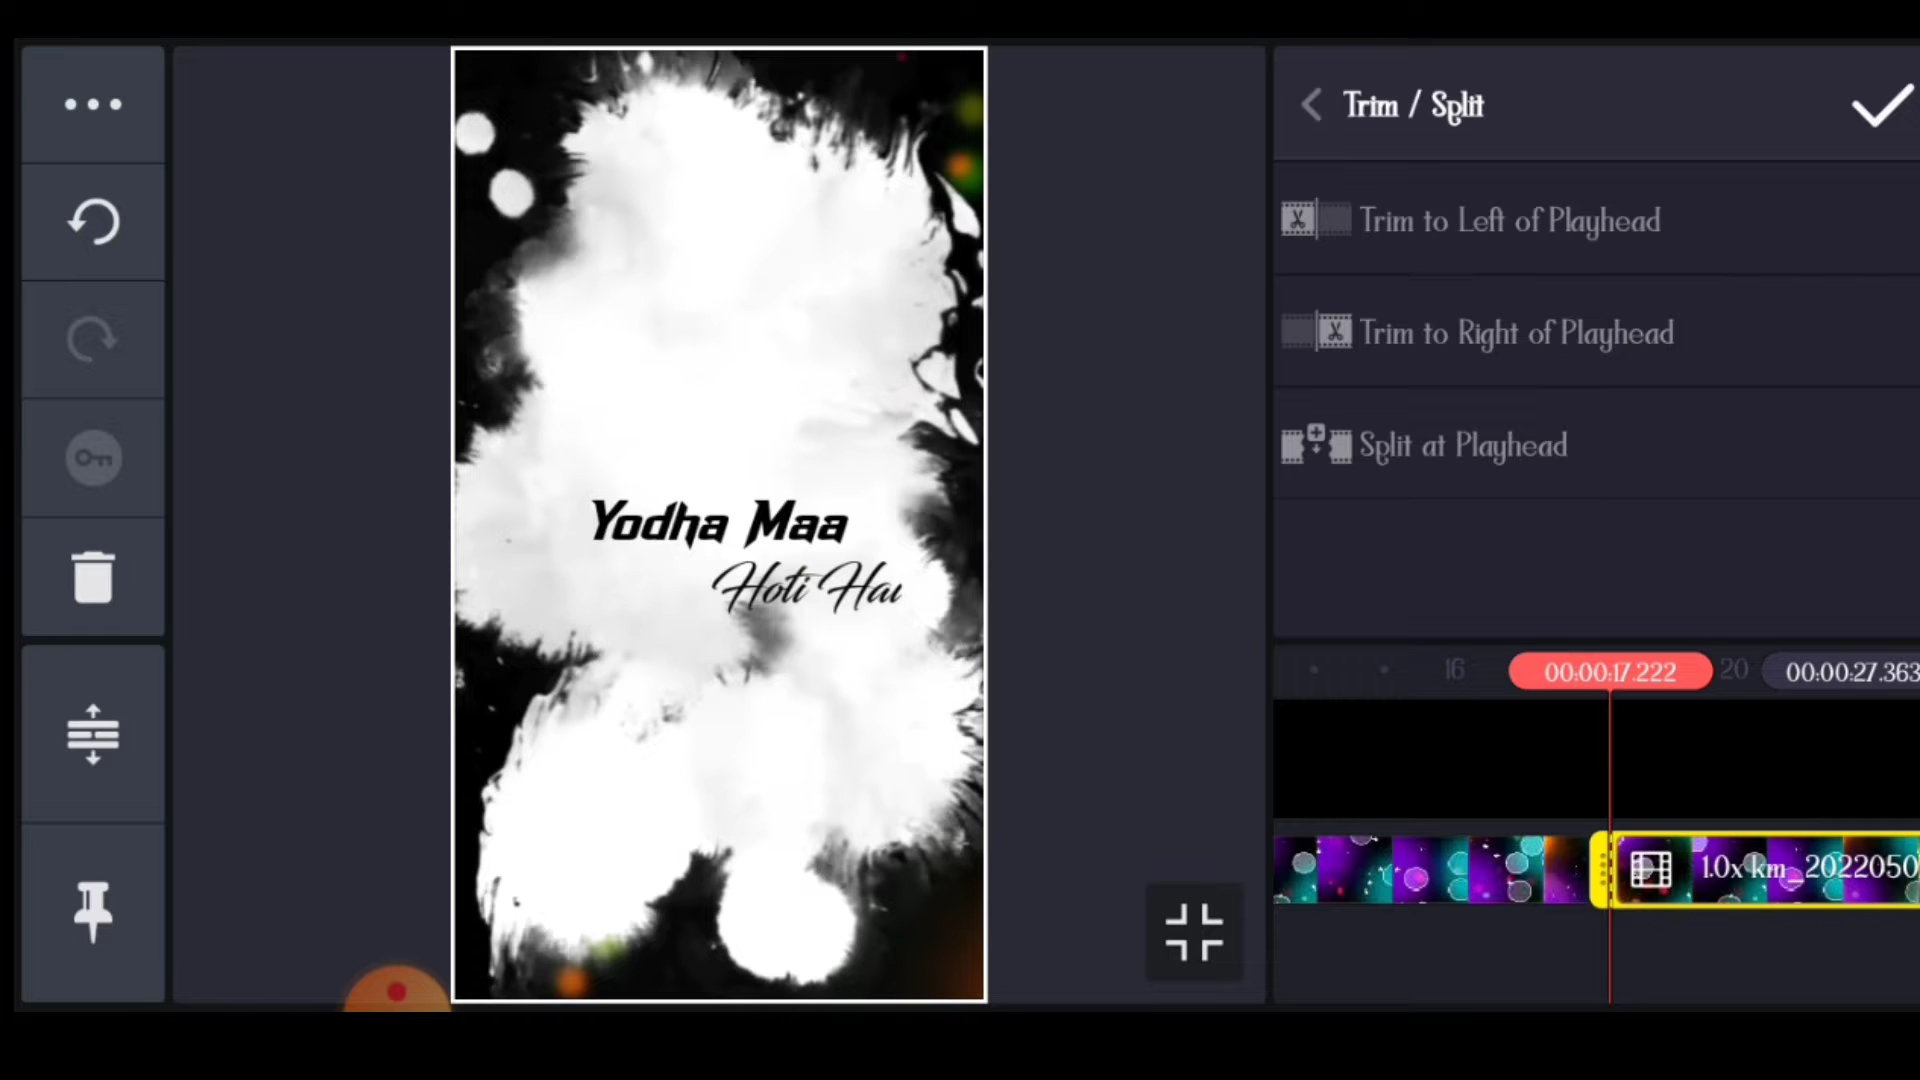 Trim / Split
Trim to Left of Playhead
Trim to Right of Playhead
Split at Playhead
Yodha Maa
Hoti Hai
16
00:00:17.222
20
00:00:27.363
1.0x km_2022050